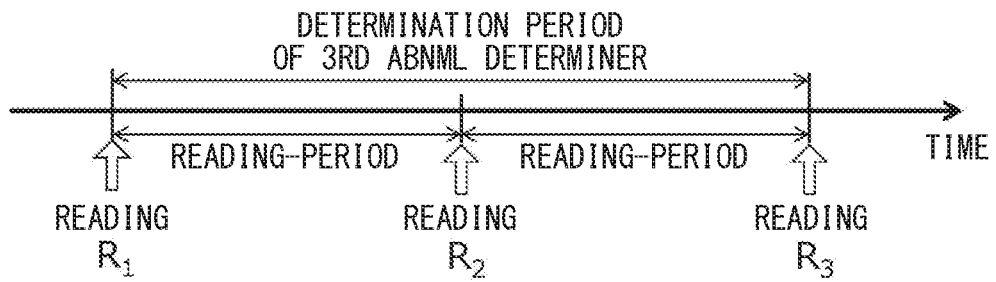 DETERMINATION PERIOD
OF 3RD ABNML DETERMINER
READING-PERIOD READING-PERIOD TIME
READING READING READING
R₁ R₂ R₃